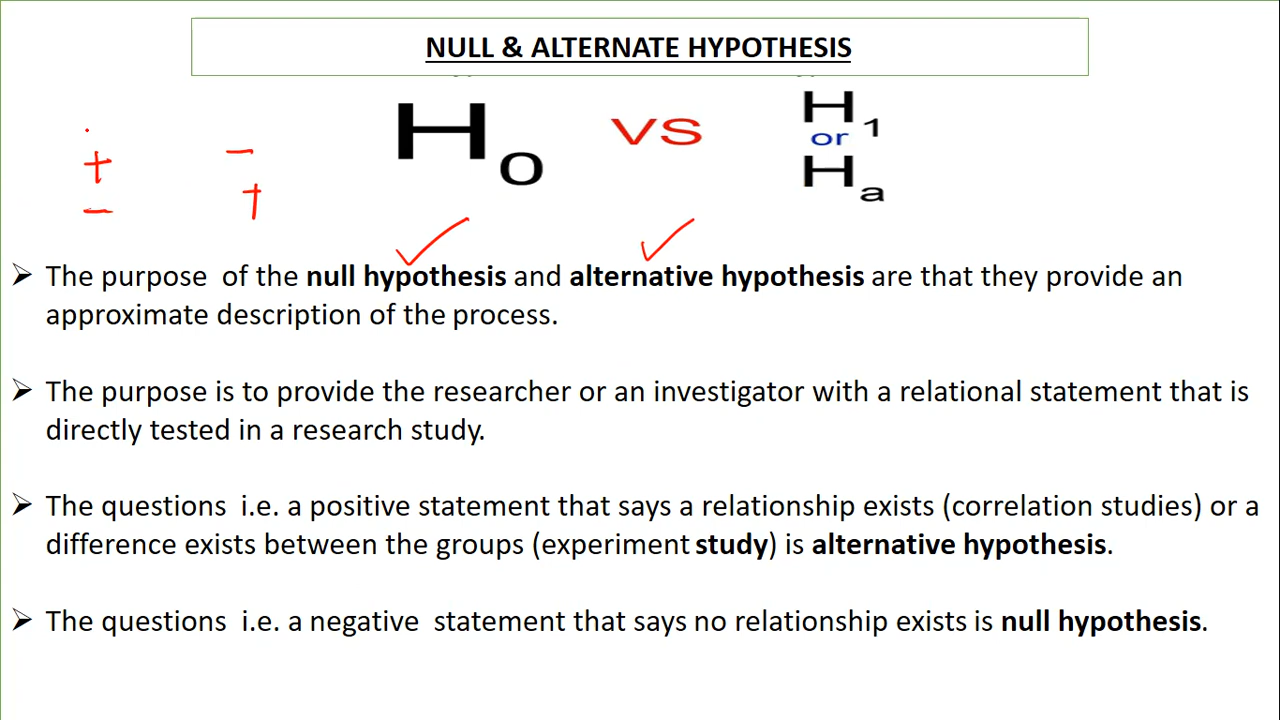 NULL & ALTERNATE HYPOTHESIS
H0 vs H1
or
Ha
+ −
− +
➢ The purpose of the null hypothesis and alternative hypothesis are that they provide an
approximate description of the process.
➢ The purpose is to provide the researcher or an investigator with a relational statement that is
directly tested in a research study.
➢ The questions i.e. a positive statement that says a relationship exists (correlation studies) or a
difference exists between the groups (experiment study) is alternative hypothesis.
➢ The questions i.e. a negative statement that says no relationship exists is null hypothesis.